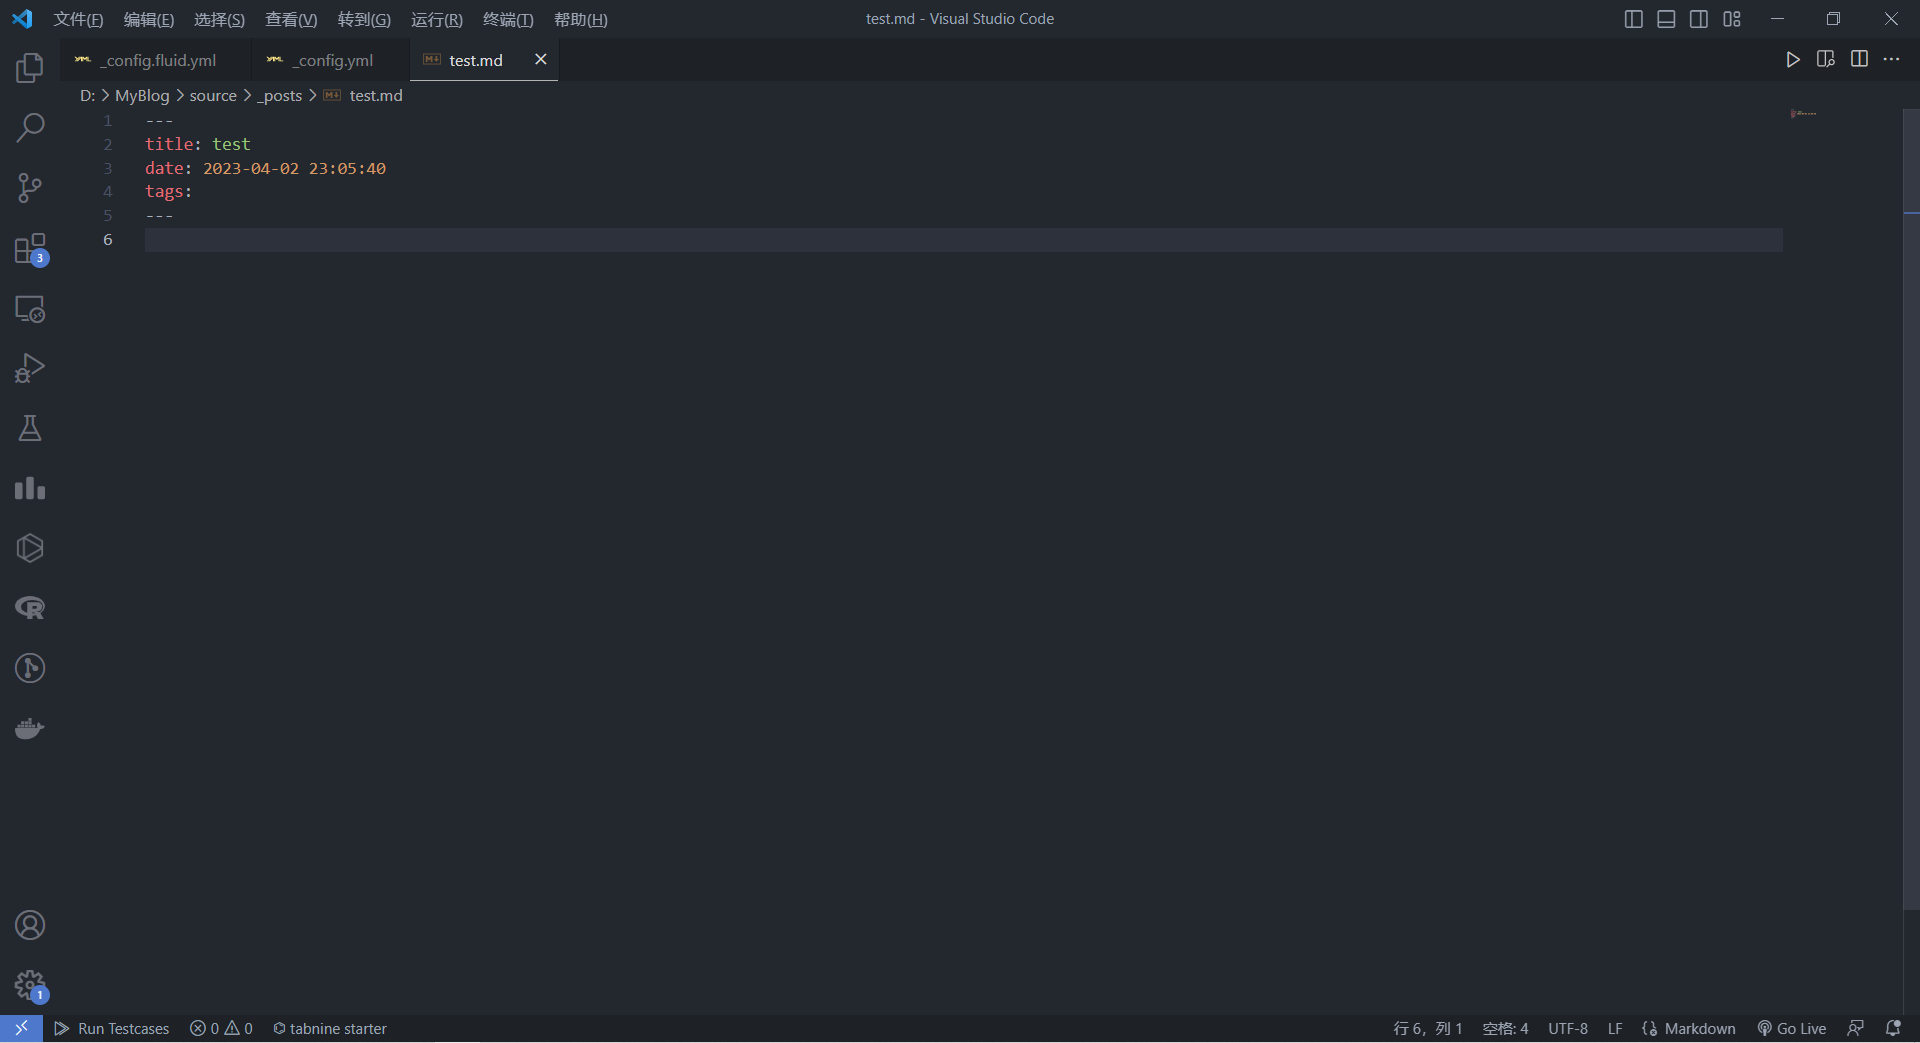 文件(F) 编辑(E) 选择(S) 查看(V) 转到(G) 运行(R) 终端(T) 帮助(H) test.md - Visual Studio Code
_config.fluid.yml _config.yml test.md
D: > MyBlog > source > _posts > test.md
1 ---
2 title: test
3 date: 2023-04-02 23:05:40
4 tags:
5 ---
6
3
1
Run Testcases 0 0 tabnine starter 行 6，列 1 空格: 4 UTF-8 LF Markdown Go Live